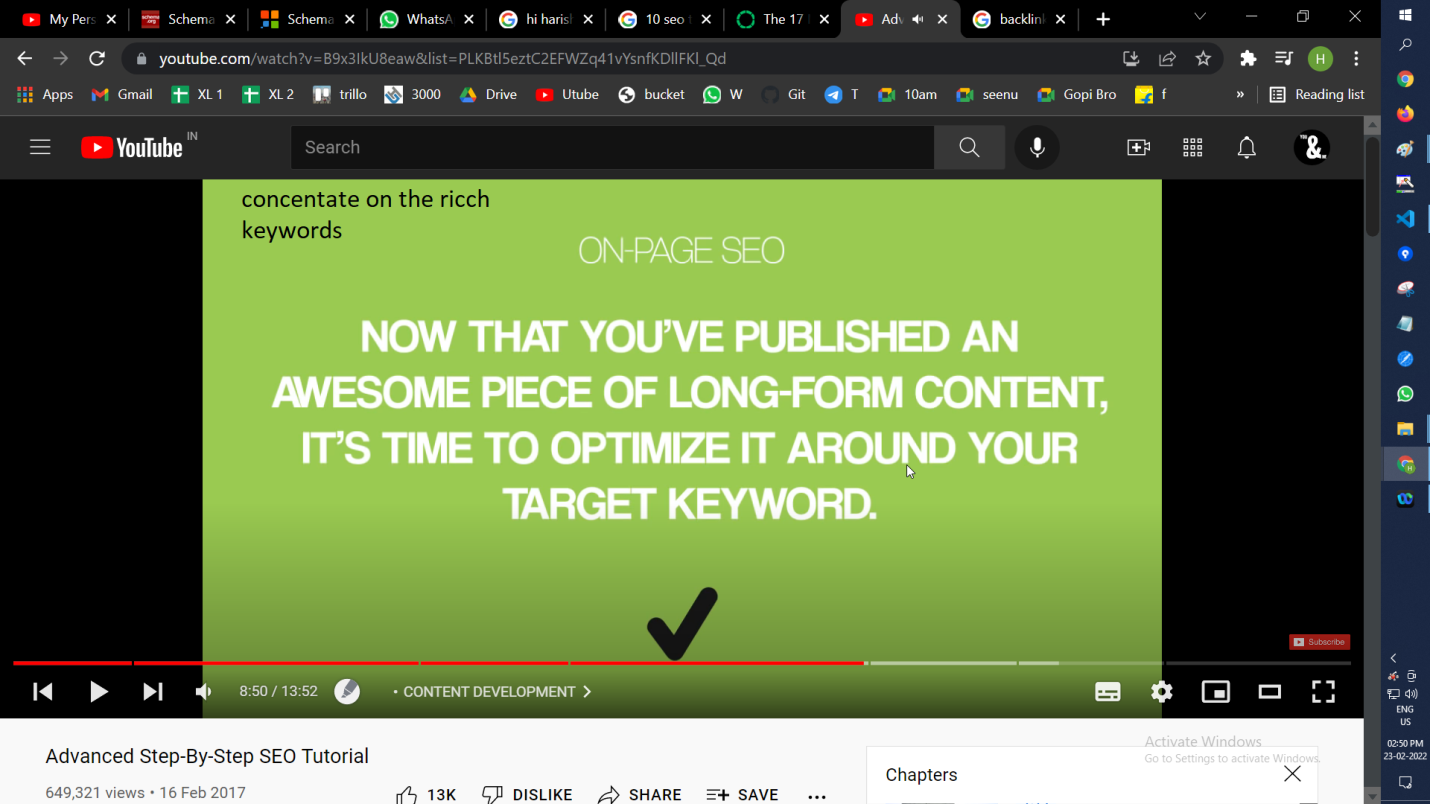 My Pers
Schema
Schema
WhatsA
hi haris
10 seo t
The 17
Adv
backlink
youtube.com/watch?v=B9x3IkU8eaw&list=PLKBtl5eztC2EFWZq41vYsnfKDllFKl_Qd
H
Apps
Gmail
XL 1
XL 2
trillo
3000
Drive
Utube
bucket
W
Git
T
10am
seenu
Gopi Bro
f
»
Reading list
YouTube IN
Search
concentate on the ricch
keywords
ON-PAGE SEO
NOW THAT YOU'VE PUBLISHED AN
AWESOME PIECE OF LONG-FORM CONTENT,
IT'S TIME TO OPTIMIZE IT AROUND YOUR
TARGET KEYWORD.
Subscribe
8:50 / 13:52
• CONTENT DEVELOPMENT
Advanced Step-By-Step SEO Tutorial
649,321 views • 16 Feb 2017
13K
DISLIKE
SHARE
SAVE
Chapters
Activate Windows
Go to Settings to activate Windows.
ENG
US
02:50 PM
23-02-2022